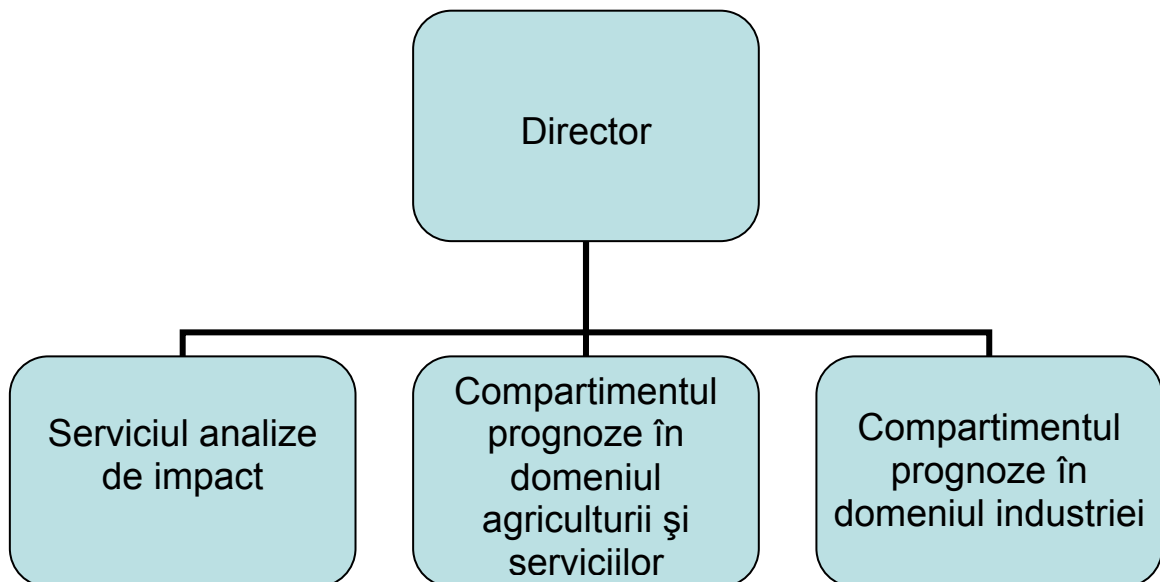 Director
Serviciul analize
de impact
Compartimentul
prognoze în
domeniul
agriculturii şi
serviciilor
Compartimentul
prognoze în
domeniul industriei